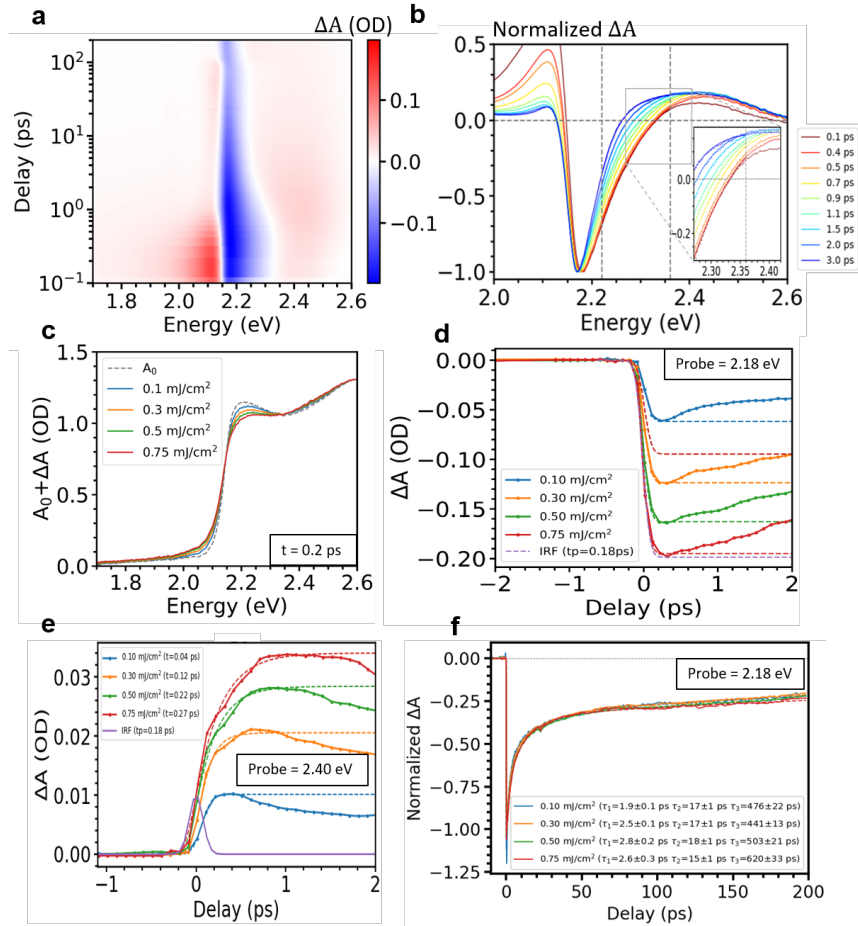 a
ΔA (OD)
Delay (ps)
10²
10¹
10⁰
10⁻¹
1.8 2.0 2.2 2.4 2.6
Energy (eV)
0.1
0.0
−0.1
b
Normalized ΔA
0.5
0.0
−0.5
−1.0
2.0 2.2 2.4 2.6
Energy (eV)
0.0
−0.2
2.30 2.35 2.40
0.1 ps
0.4 ps
0.5 ps
0.7 ps
0.9 ps
1.1 ps
1.5 ps
2.0 ps
3.0 ps
c
A₀+ΔA (OD)
1.5
1.0
0.5
0.0
A₀
0.1 mJ/cm²
0.3 mJ/cm²
0.5 mJ/cm²
0.75 mJ/cm²
t = 0.2 ps
1.8 2.0 2.2 2.4 2.6
Energy (eV)
d
ΔA (OD)
0.00
−0.05
−0.10
−0.15
−0.20
Probe = 2.18 eV
0.10 mJ/cm²
0.30 mJ/cm²
0.50 mJ/cm²
0.75 mJ/cm²
IRF (tp=0.18ps)
−2 −1 0 1 2
Delay (ps)
e
ΔA (OD)
0.03
0.02
0.01
0.00
0.10 mJ/cm² (t=0.04 ps)
0.30 mJ/cm² (t=0.12 ps)
0.50 mJ/cm² (t=0.22 ps)
0.75 mJ/cm² (t=0.27 ps)
IRF (tp=0.18 ps)
Probe = 2.40 eV
−1 0 1 2
Delay (ps)
f
Normalized ΔA
0.00
−0.25
−0.50
−0.75
−1.00
−1.25
Probe = 2.18 eV
0.10 mJ/cm² (τ₁=1.9±0.1 ps τ₂=17±1 ps τ₃=476±22 ps)
0.30 mJ/cm² (τ₁=2.5±0.1 ps τ₂=17±1 ps τ₃=441±13 ps)
0.50 mJ/cm² (τ₁=2.8±0.2 ps τ₂=18±1 ps τ₃=503±21 ps)
0.75 mJ/cm² (τ₁=2.6±0.3 ps τ₂=15±1 ps τ₃=620±33 ps)
0 50 100 150 200
Delay (ps)